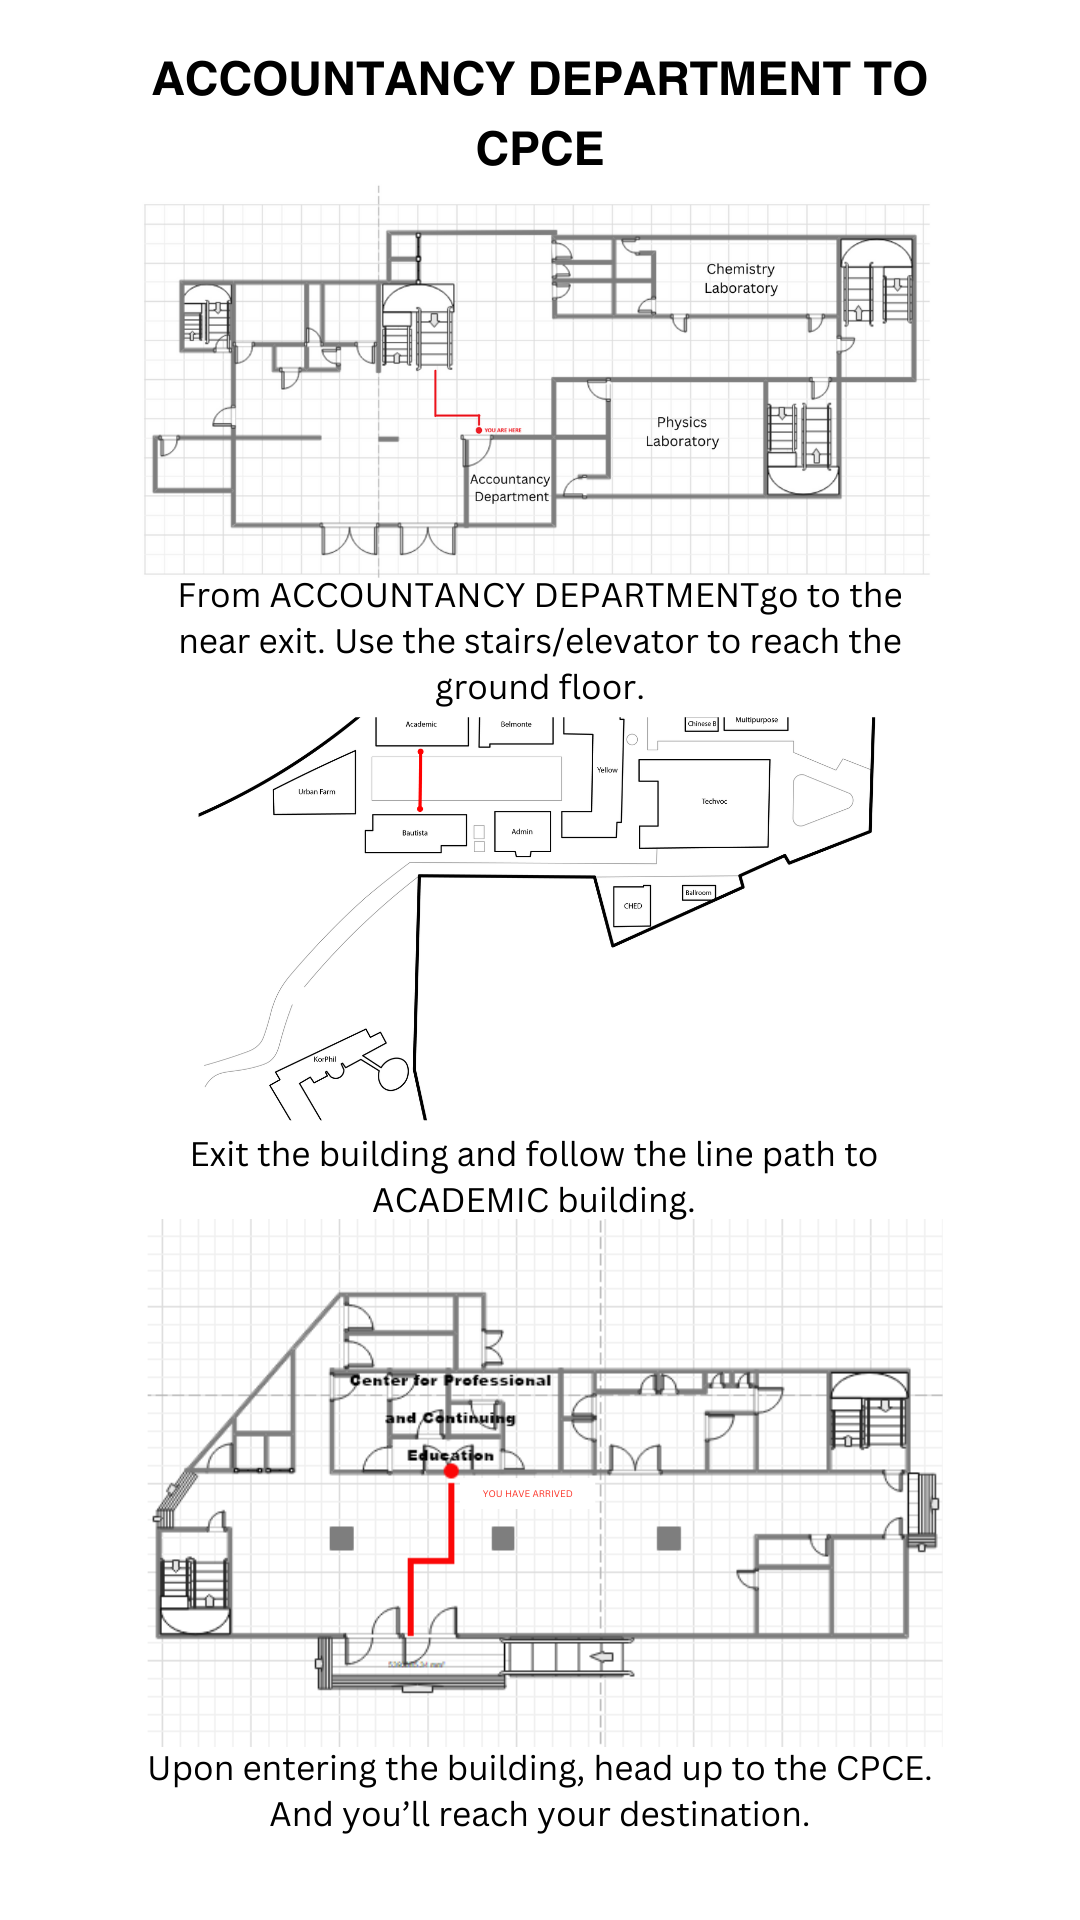 ACCOUNTANCY DEPARTMENT TO
CPCE
Chemistry
Laboratory
Physics
Laboratory
YOU ARE HERE
Accountancy
Department
From ACCOUNTANCY DEPARTMENTgo to the
near exit. Use the stairs/elevator to reach the
ground floor.
Academic
Belmonte
Chinese B
Multipurpose
Urban Farm
Yellow
Techvoc
Bautista
Admin
CHED
Ballroom
KorPhil
Exit the building and follow the line path to
ACADEMIC building.
Center for Professional
and Continuing
Education
YOU HAVE ARRIVED
Upon entering the building, head up to the CPCE.
And you’ll reach your destination.